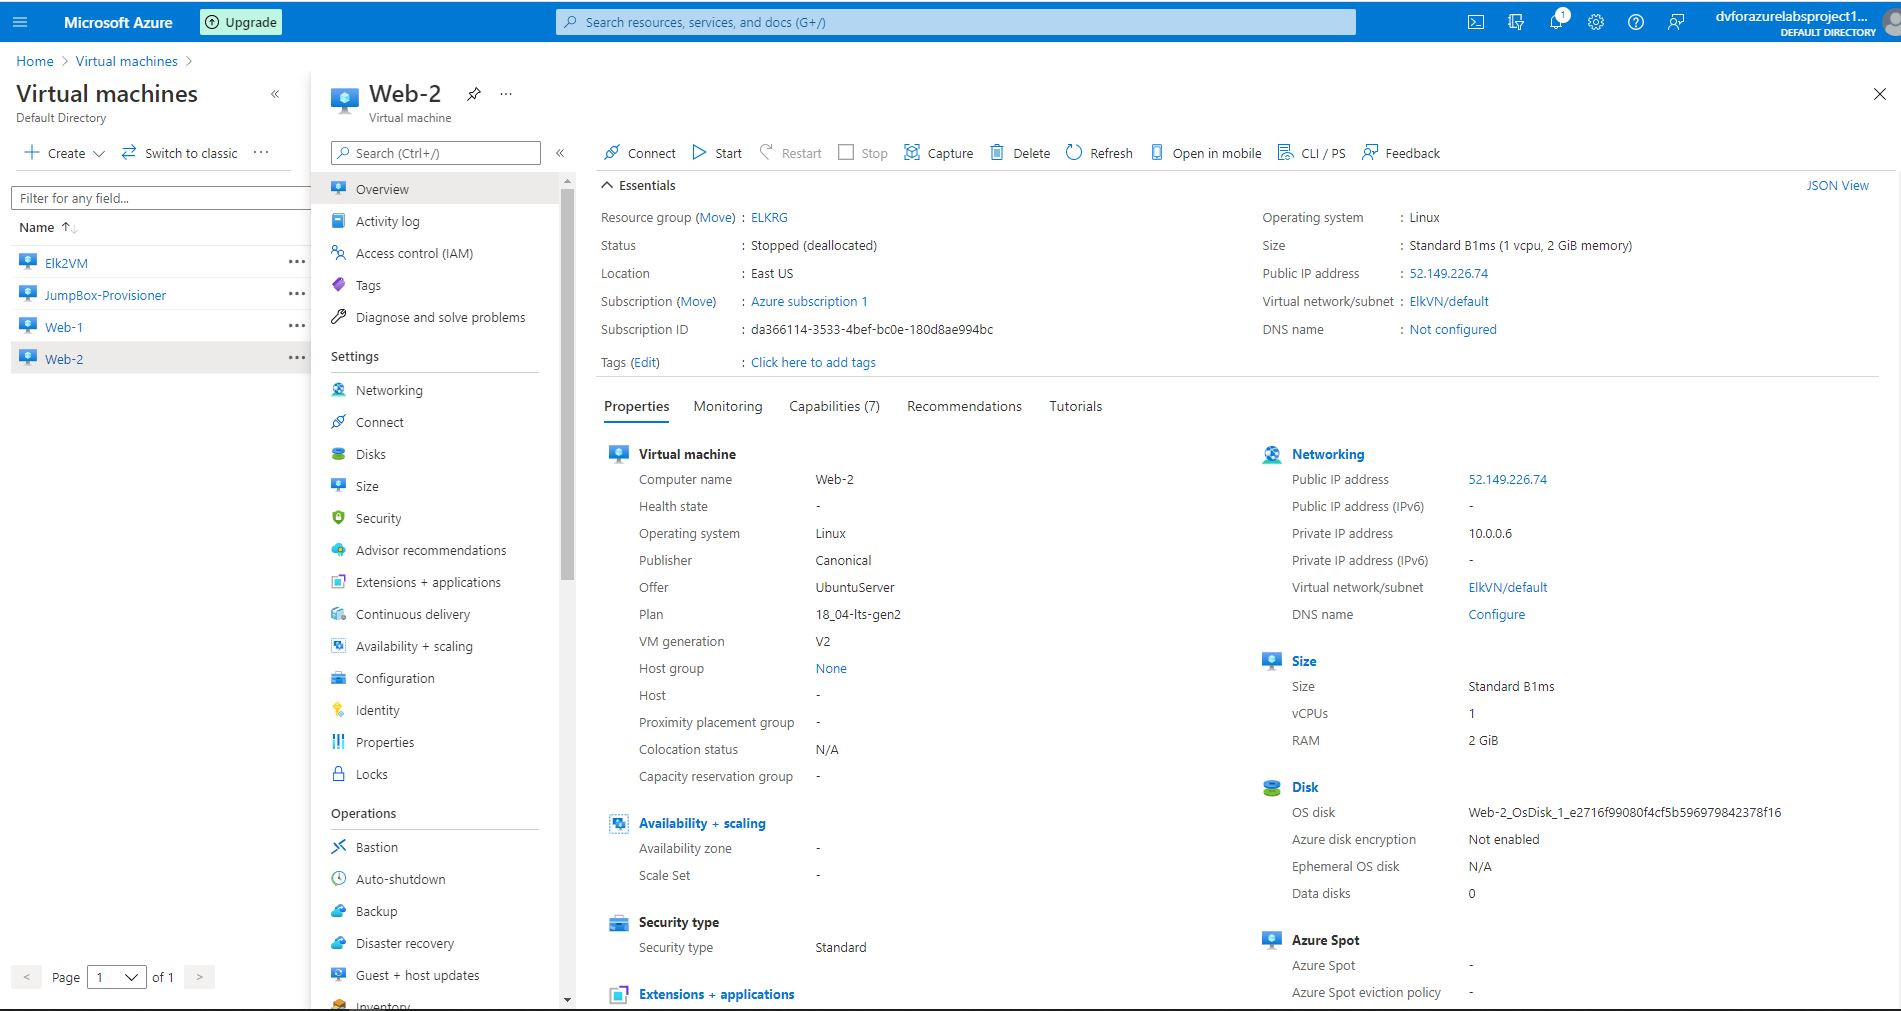 Microsoft Azure
Upgrade
Search resources, services, and docs (G+/)
1
dvforazurelabsproject1...
DEFAULT DIRECTORY
Home > Virtual machines >
Virtual machines
Default Directory
Create
Switch to classic
Filter for any field...
Name
Elk2VM
JumpBox-Provisioner
Web-1
Web-2
< Page 1 of 1 >
Web-2
Virtual machine
Search (Ctrl+/)
Overview
Activity log
Access control (IAM)
Tags
Diagnose and solve problems
Settings
Networking
Connect
Disks
Size
Security
Advisor recommendations
Extensions + applications
Continuous delivery
Availability + scaling
Configuration
Identity
Properties
Locks
Operations
Bastion
Auto-shutdown
Backup
Disaster recovery
Guest + host updates
Inventory
Connect Start Restart Stop Capture Delete Refresh Open in mobile CLI / PS Feedback
Essentials
JSON View
Resource group (Move) : ELKRG
Status : Stopped (deallocated)
Location : East US
Subscription (Move) : Azure subscription 1
Subscription ID : da366114-3533-4bef-bc0e-180d8ae994bc
Tags (Edit) : Click here to add tags
Operating system : Linux
Size : Standard B1ms (1 vcpu, 2 GiB memory)
Public IP address : 52.149.226.74
Virtual network/subnet : ElkVN/default
DNS name : Not configured
Properties Monitoring Capabilities (7) Recommendations Tutorials
Virtual machine
Computer name Web-2
Health state -
Operating system Linux
Publisher Canonical
Offer UbuntuServer
Plan 18_04-lts-gen2
VM generation V2
Host group None
Host -
Proximity placement group -
Colocation status N/A
Capacity reservation group -
Availability + scaling
Availability zone -
Scale Set -
Security type
Security type Standard
Extensions + applications
Networking
Public IP address 52.149.226.74
Public IP address (IPv6) -
Private IP address 10.0.0.6
Private IP address (IPv6) -
Virtual network/subnet ElkVN/default
DNS name Configure
Size
Size Standard B1ms
vCPUs 1
RAM 2 GiB
Disk
OS disk Web-2_OsDisk_1_e2716f99080f4cf5b596979842378f16
Azure disk encryption Not enabled
Ephemeral OS disk N/A
Data disks 0
Azure Spot
Azure Spot -
Azure Spot eviction policy -